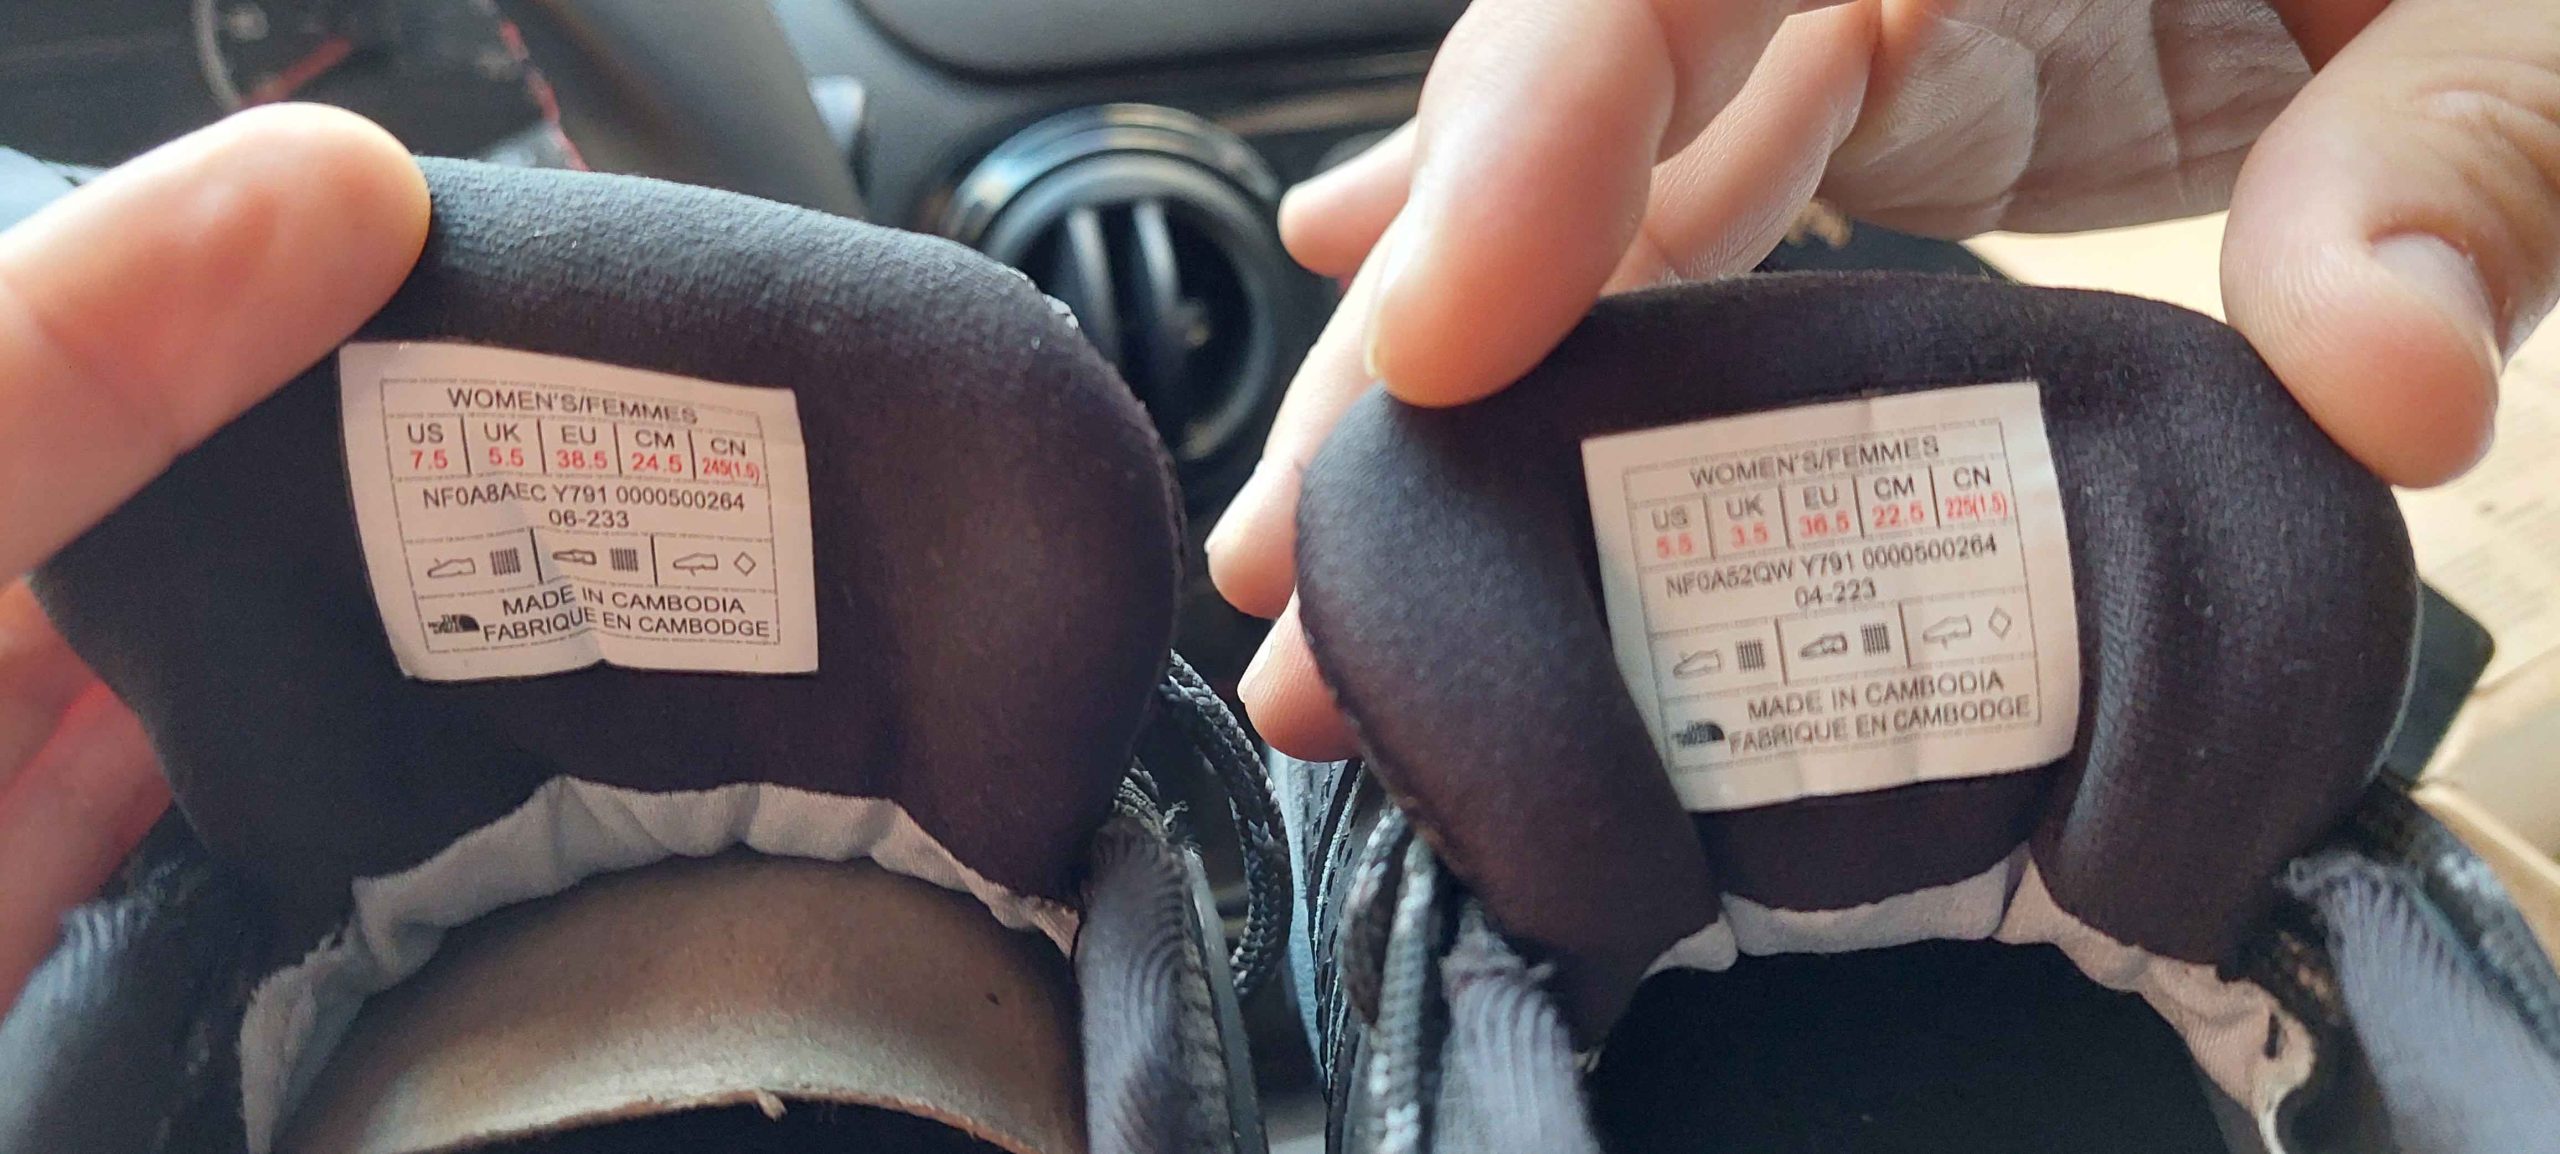 WOMEN'S/FEMMES
US UK EU CM CN
7.5 5.5 38.5 24.5 245(1.5)
NF0A8AEC Y791 0000500264
06-233
MADE IN CAMBODIA
FABRIQUE EN CAMBODGE
WOMEN'S/FEMMES
US UK EU CM CN
5.5 3.5 36.5 22.5 225(1.5)
NF0A52QW Y791 0000500264
04-223
MADE IN CAMBODIA
FABRIQUE EN CAMBODGE